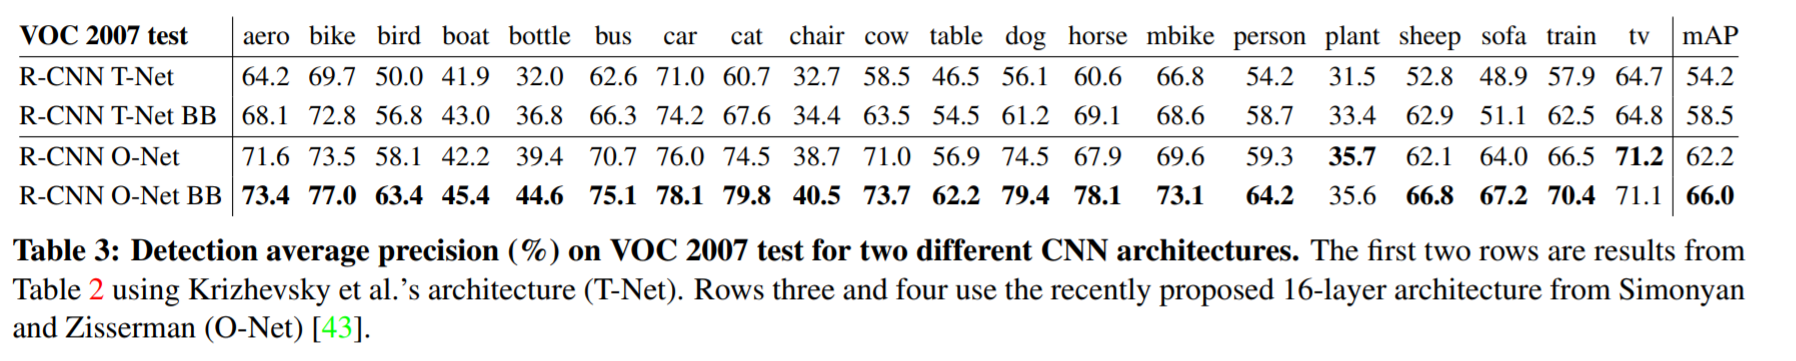 VOC 2007 test aero bike bird boat bottle bus car cat chair cow table dog horse mbike person plant sheep sofa train tv mAP
R-CNN T-Net 64.2 69.7 50.0 41.9 32.0 62.6 71.0 60.7 32.7 58.5 46.5 56.1 60.6 66.8 54.2 31.5 52.8 48.9 57.9 64.7 54.2
R-CNN T-Net BB 68.1 72.8 56.8 43.0 36.8 66.3 74.2 67.6 34.4 63.5 54.5 61.2 69.1 68.6 58.7 33.4 62.9 51.1 62.5 64.8 58.5
R-CNN O-Net 71.6 73.5 58.1 42.2 39.4 70.7 76.0 74.5 38.7 71.0 56.9 74.5 67.9 69.6 59.3 35.7 62.1 64.0 66.5 71.2 62.2
R-CNN O-Net BB 73.4 77.0 63.4 45.4 44.6 75.1 78.1 79.8 40.5 73.7 62.2 79.4 78.1 73.1 64.2 35.6 66.8 67.2 70.4 71.1 66.0
Table 3: Detection average precision (%) on VOC 2007 test for two different CNN architectures. The first two rows are results from
Table 2 using Krizhevsky et al.'s architecture (T-Net). Rows three and four use the recently proposed 16-layer architecture from Simonyan
and Zisserman (O-Net) [43].